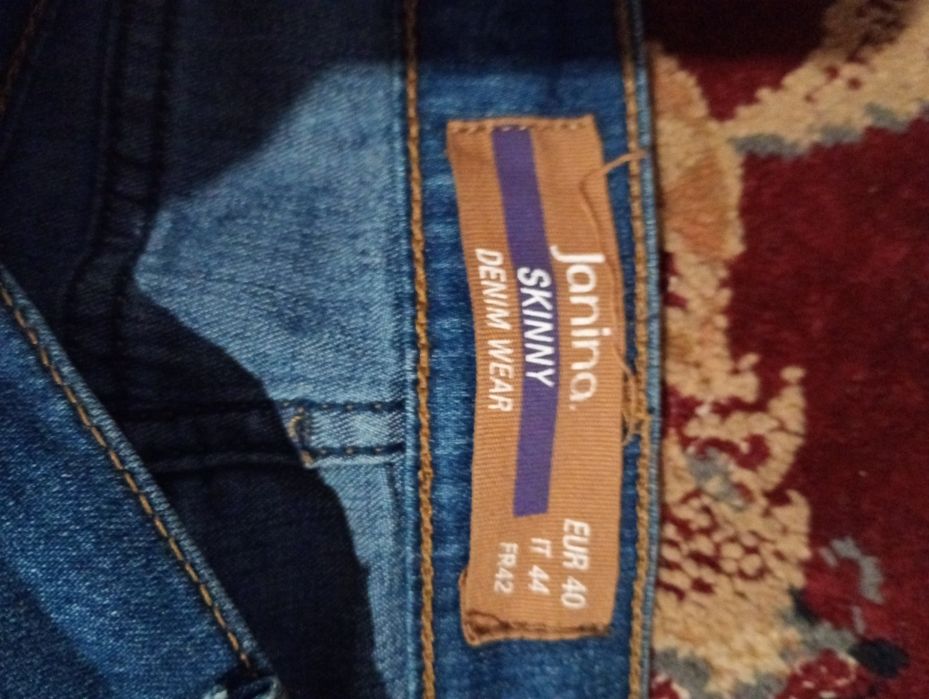 Janina.
SKINNY
DENIM WEAR
EUR 40
IT 44
FR42